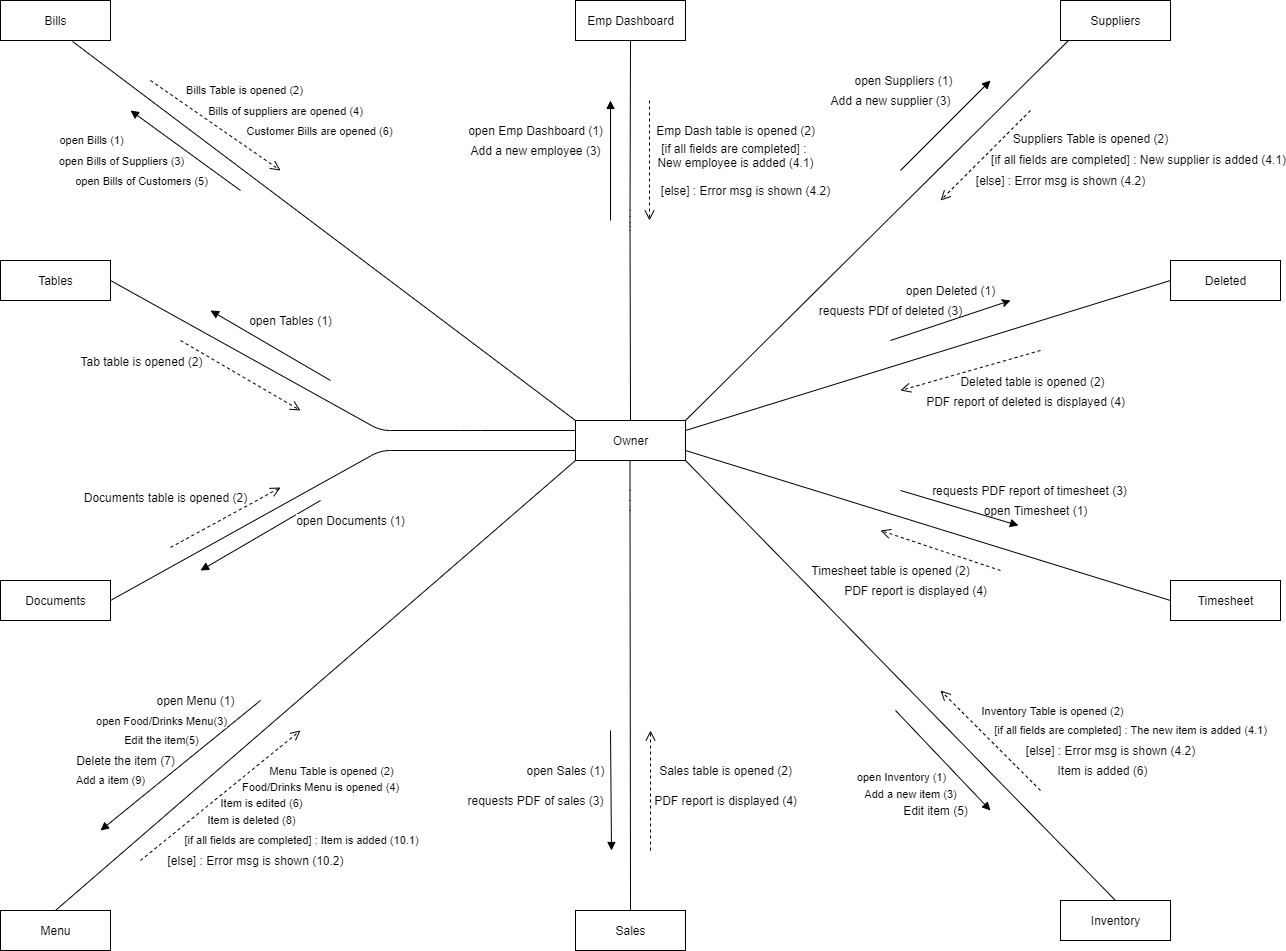 Bills
Emp Dashboard
Suppliers
Bills Table is opened (2)
Bills of suppliers are opened (4)
Customer Bills are opened (6)
open Bills (1)
open Bills of Suppliers (3)
open Bills of Customers (5)
open Emp Dashboard (1)
Add a new employee (3)
Emp Dash table is opened (2)
[if all fields are completed] :
New employee is added (4.1)
[else] : Error msg is shown (4.2)
open Suppliers (1)
Add a new supplier (3)
Suppliers Table is opened (2)
[if all fields are completed] : New supplier is added (4.1)
[else] : Error msg is shown (4.2)
Tables
open Tables (1)
Tab table is opened (2)
open Deleted (1)
requests PDf of deleted (3)
Deleted
Deleted table is opened (2)
PDF report of deleted is displayed (4)
Owner
Documents table is opened (2)
open Documents (1)
Documents
requests PDF report of timesheet (3)
open Timesheet (1)
Timesheet table is opened (2)
PDF report is displayed (4)
Timesheet
open Menu (1)
open Food/Drinks Menu(3)
Edit the item(5)
Delete the item (7)
Add a item (9)
Menu Table is opened (2)
Food/Drinks Menu is opened (4)
Item is edited (6)
Item is deleted (8)
[if all fields are completed] : Item is added (10.1)
[else] : Error msg is shown (10.2)
open Sales (1)
requests PDF of sales (3)
Sales table is opened (2)
PDF report is displayed (4)
Inventory Table is opened (2)
[if all fields are completed] : The new item is added (4.1)
[else] : Error msg is shown (4.2)
Item is added (6)
open Inventory (1)
Add a new item (3)
Edit item (5)
Menu
Sales
Inventory